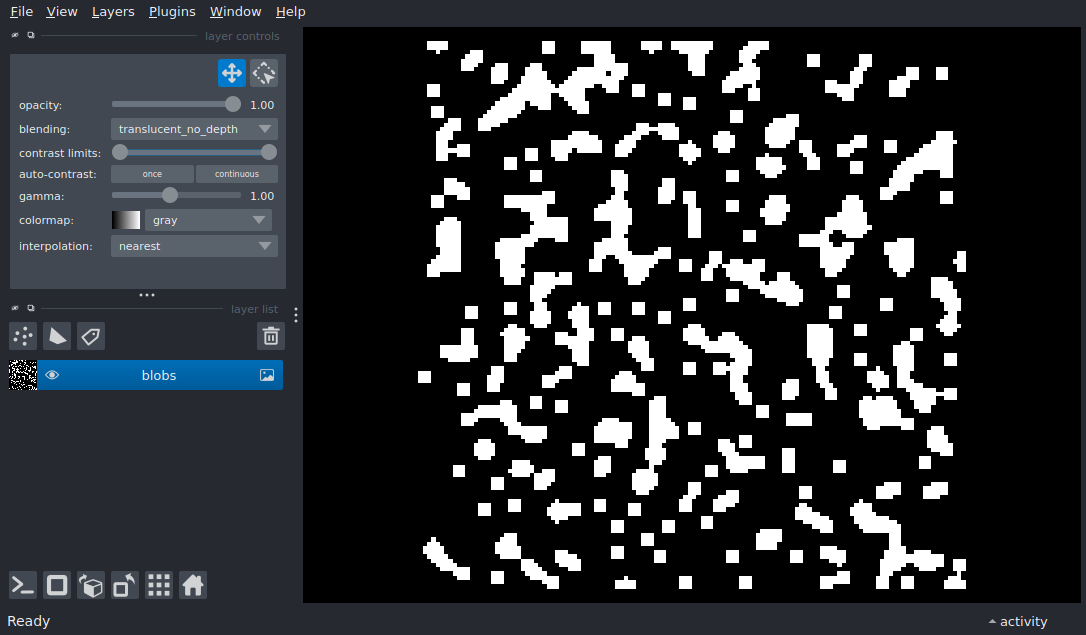 File View Layers Plugins Window Help
layer controls
opacity: 1.00
blending: translucent_no_depth
contrast limits:
auto-contrast: once continuous
gamma: 1.00
colormap: gray
interpolation: nearest
layer list
blobs
Ready
activity